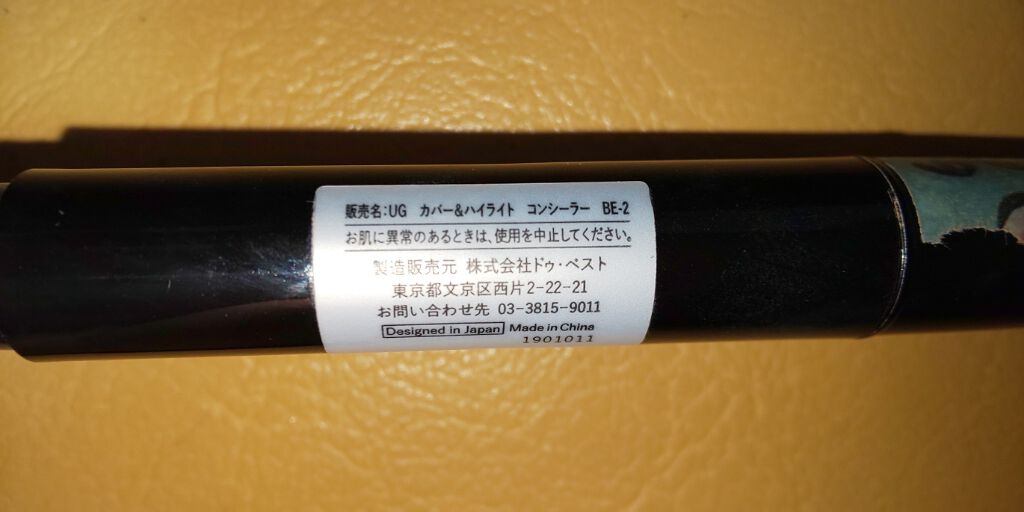 販売名:UG カバー&ハイライト コンシーラー BE-2
お肌に異常のあるときは、使用を中止してください。
製造販売元 株式会社ドゥ・ベスト
東京都文京区西片2-22-21
お問い合わせ先 03-3815-9011
Designed in Japan Made in China
1901011